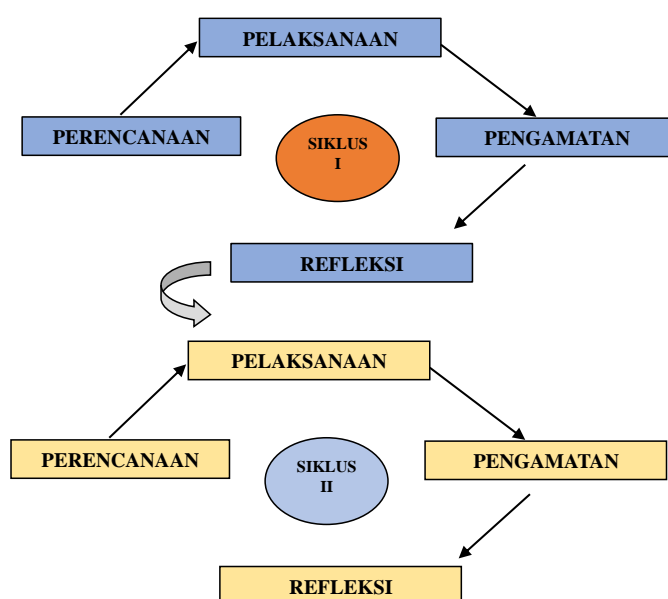 PELAKSANAAN
PERENCANAAN
SIKLUS
I
PENGAMATAN
REFLEKSI
PELAKSANAAN
PERENCANAAN
SIKLUS
II
PENGAMATAN
REFLEKSI